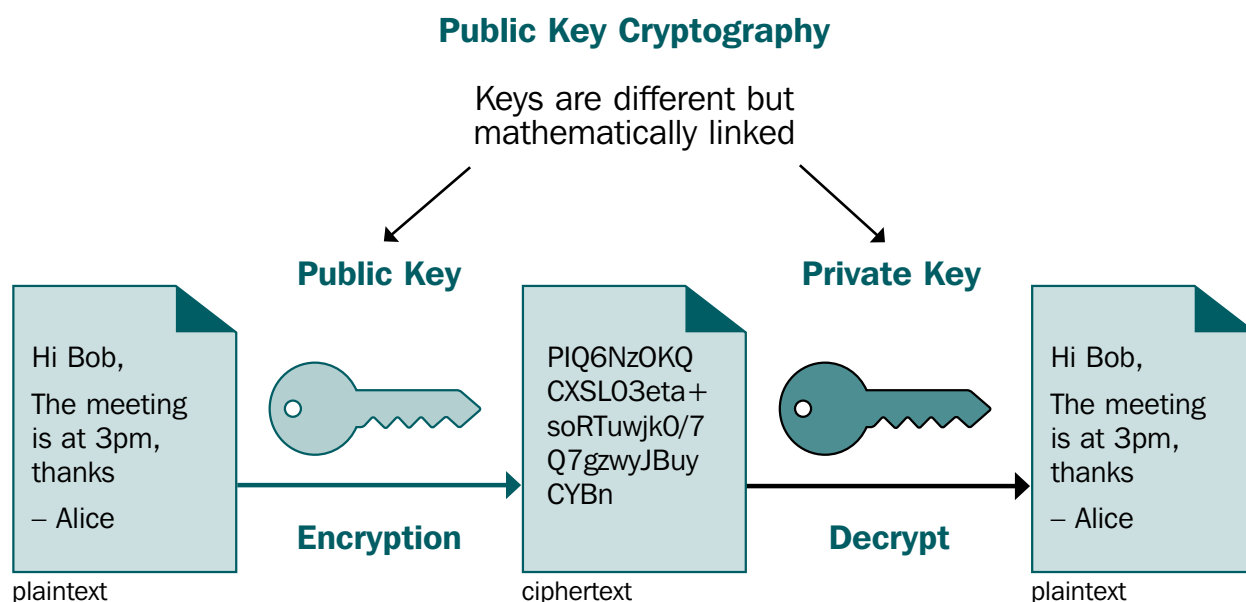 Public Key Cryptography
Keys are different but
mathematically linked
Public Key
Private Key
Hi Bob,
The meeting
is at 3pm,
thanks
– Alice
plaintext
Encryption
PIQ6NzOKQ
CXSL03eta+
soRTuwjk0/7
Q7gzwyJBuy
CYBn
ciphertext
Decrypt
Hi Bob,
The meeting
is at 3pm,
thanks
– Alice
plaintext